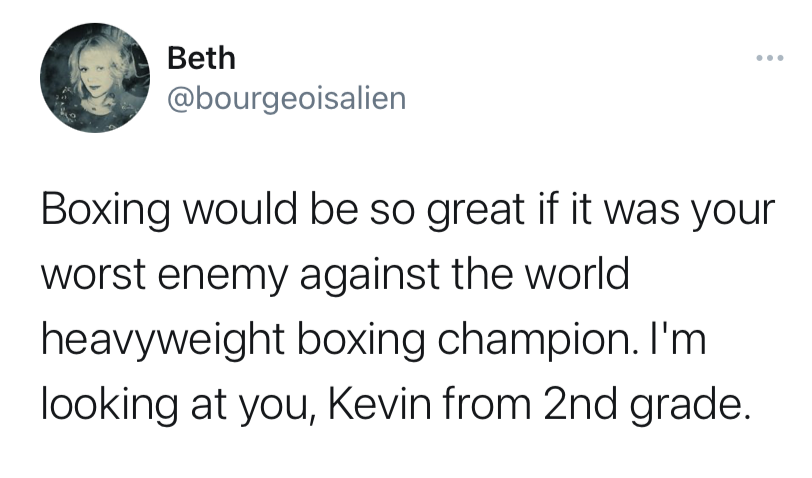 Beth
@bourgeoisalien
Boxing would be so great if it was your
worst enemy against the world
heavyweight boxing champion. I'm
looking at you, Kevin from 2nd grade.